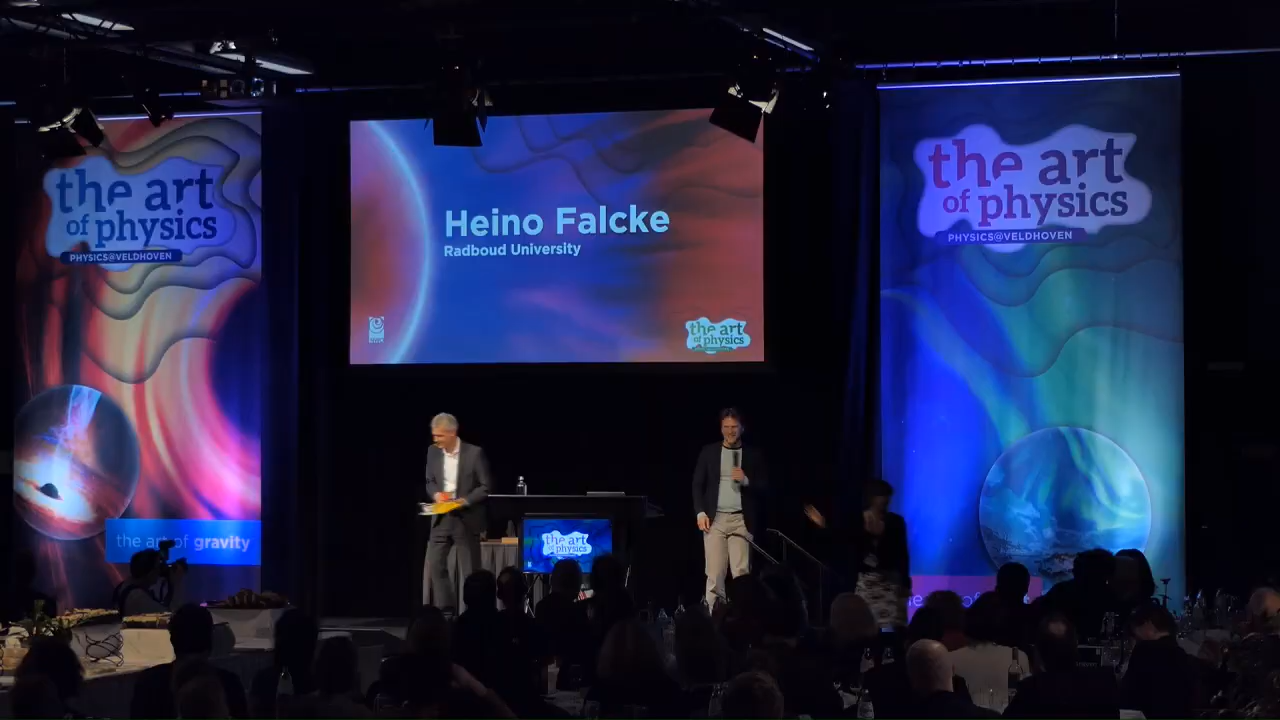 the art
of physics
PHYSICS@VELDHOVEN
the art of gravity
Heino Falcke
Radboud University
the art
of physics
the art
of physics
the art
of physics
PHYSICS@VELDHOVEN